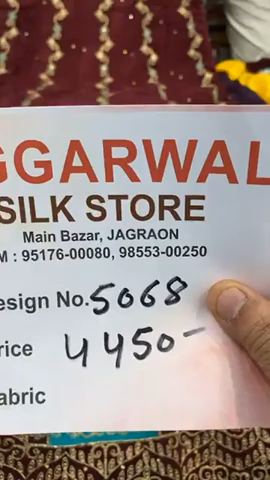 GGARWAL
SILK STORE
Main Bazar, JAGRAON
M : 95176-00080, 98553-00250
esign No. 5068
rice 4450-
abric